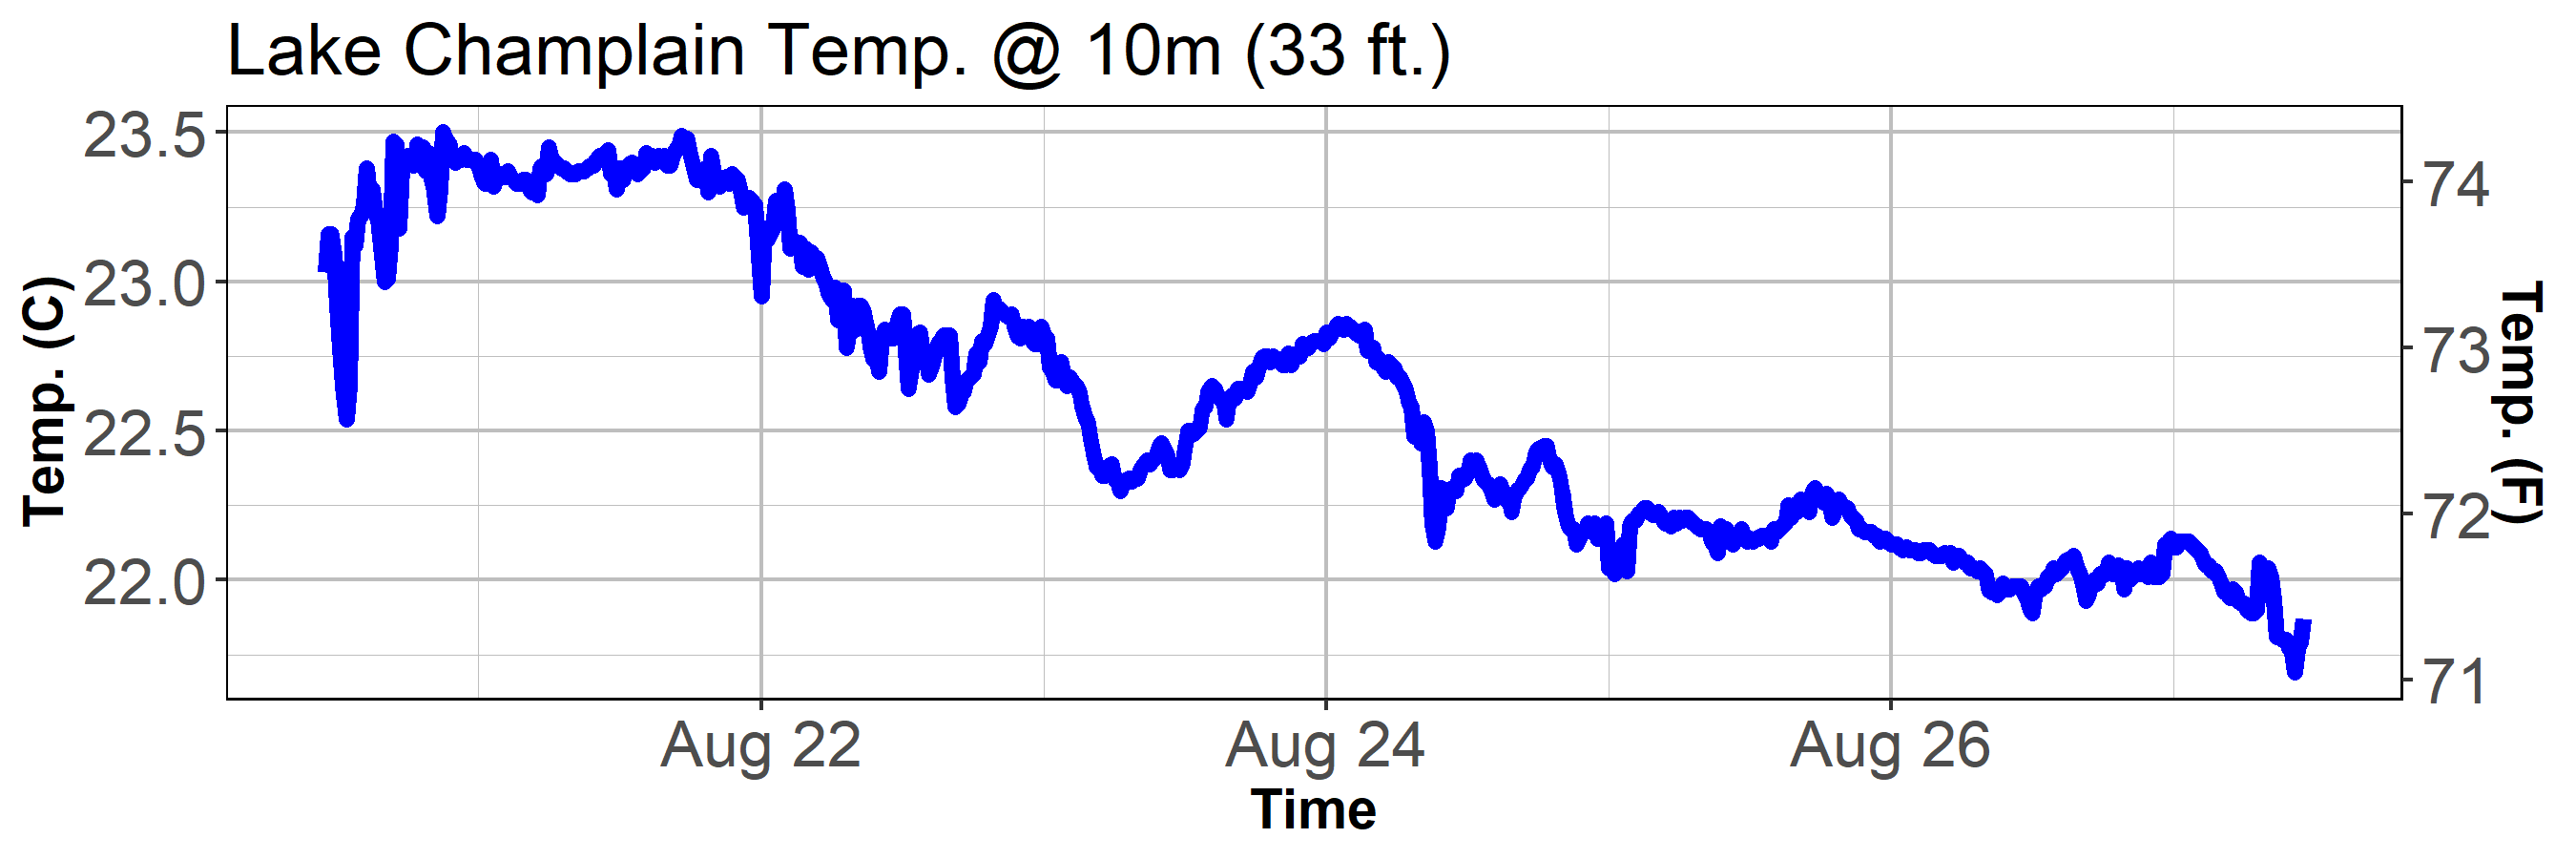 Lake Champlain Temp. @ 10m (33 ft.)
23.5
23.0
22.5
22.0
Temp. (C)
74
73
72
71
Temp. (F)
Aug 22
Aug 24
Aug 26
Time